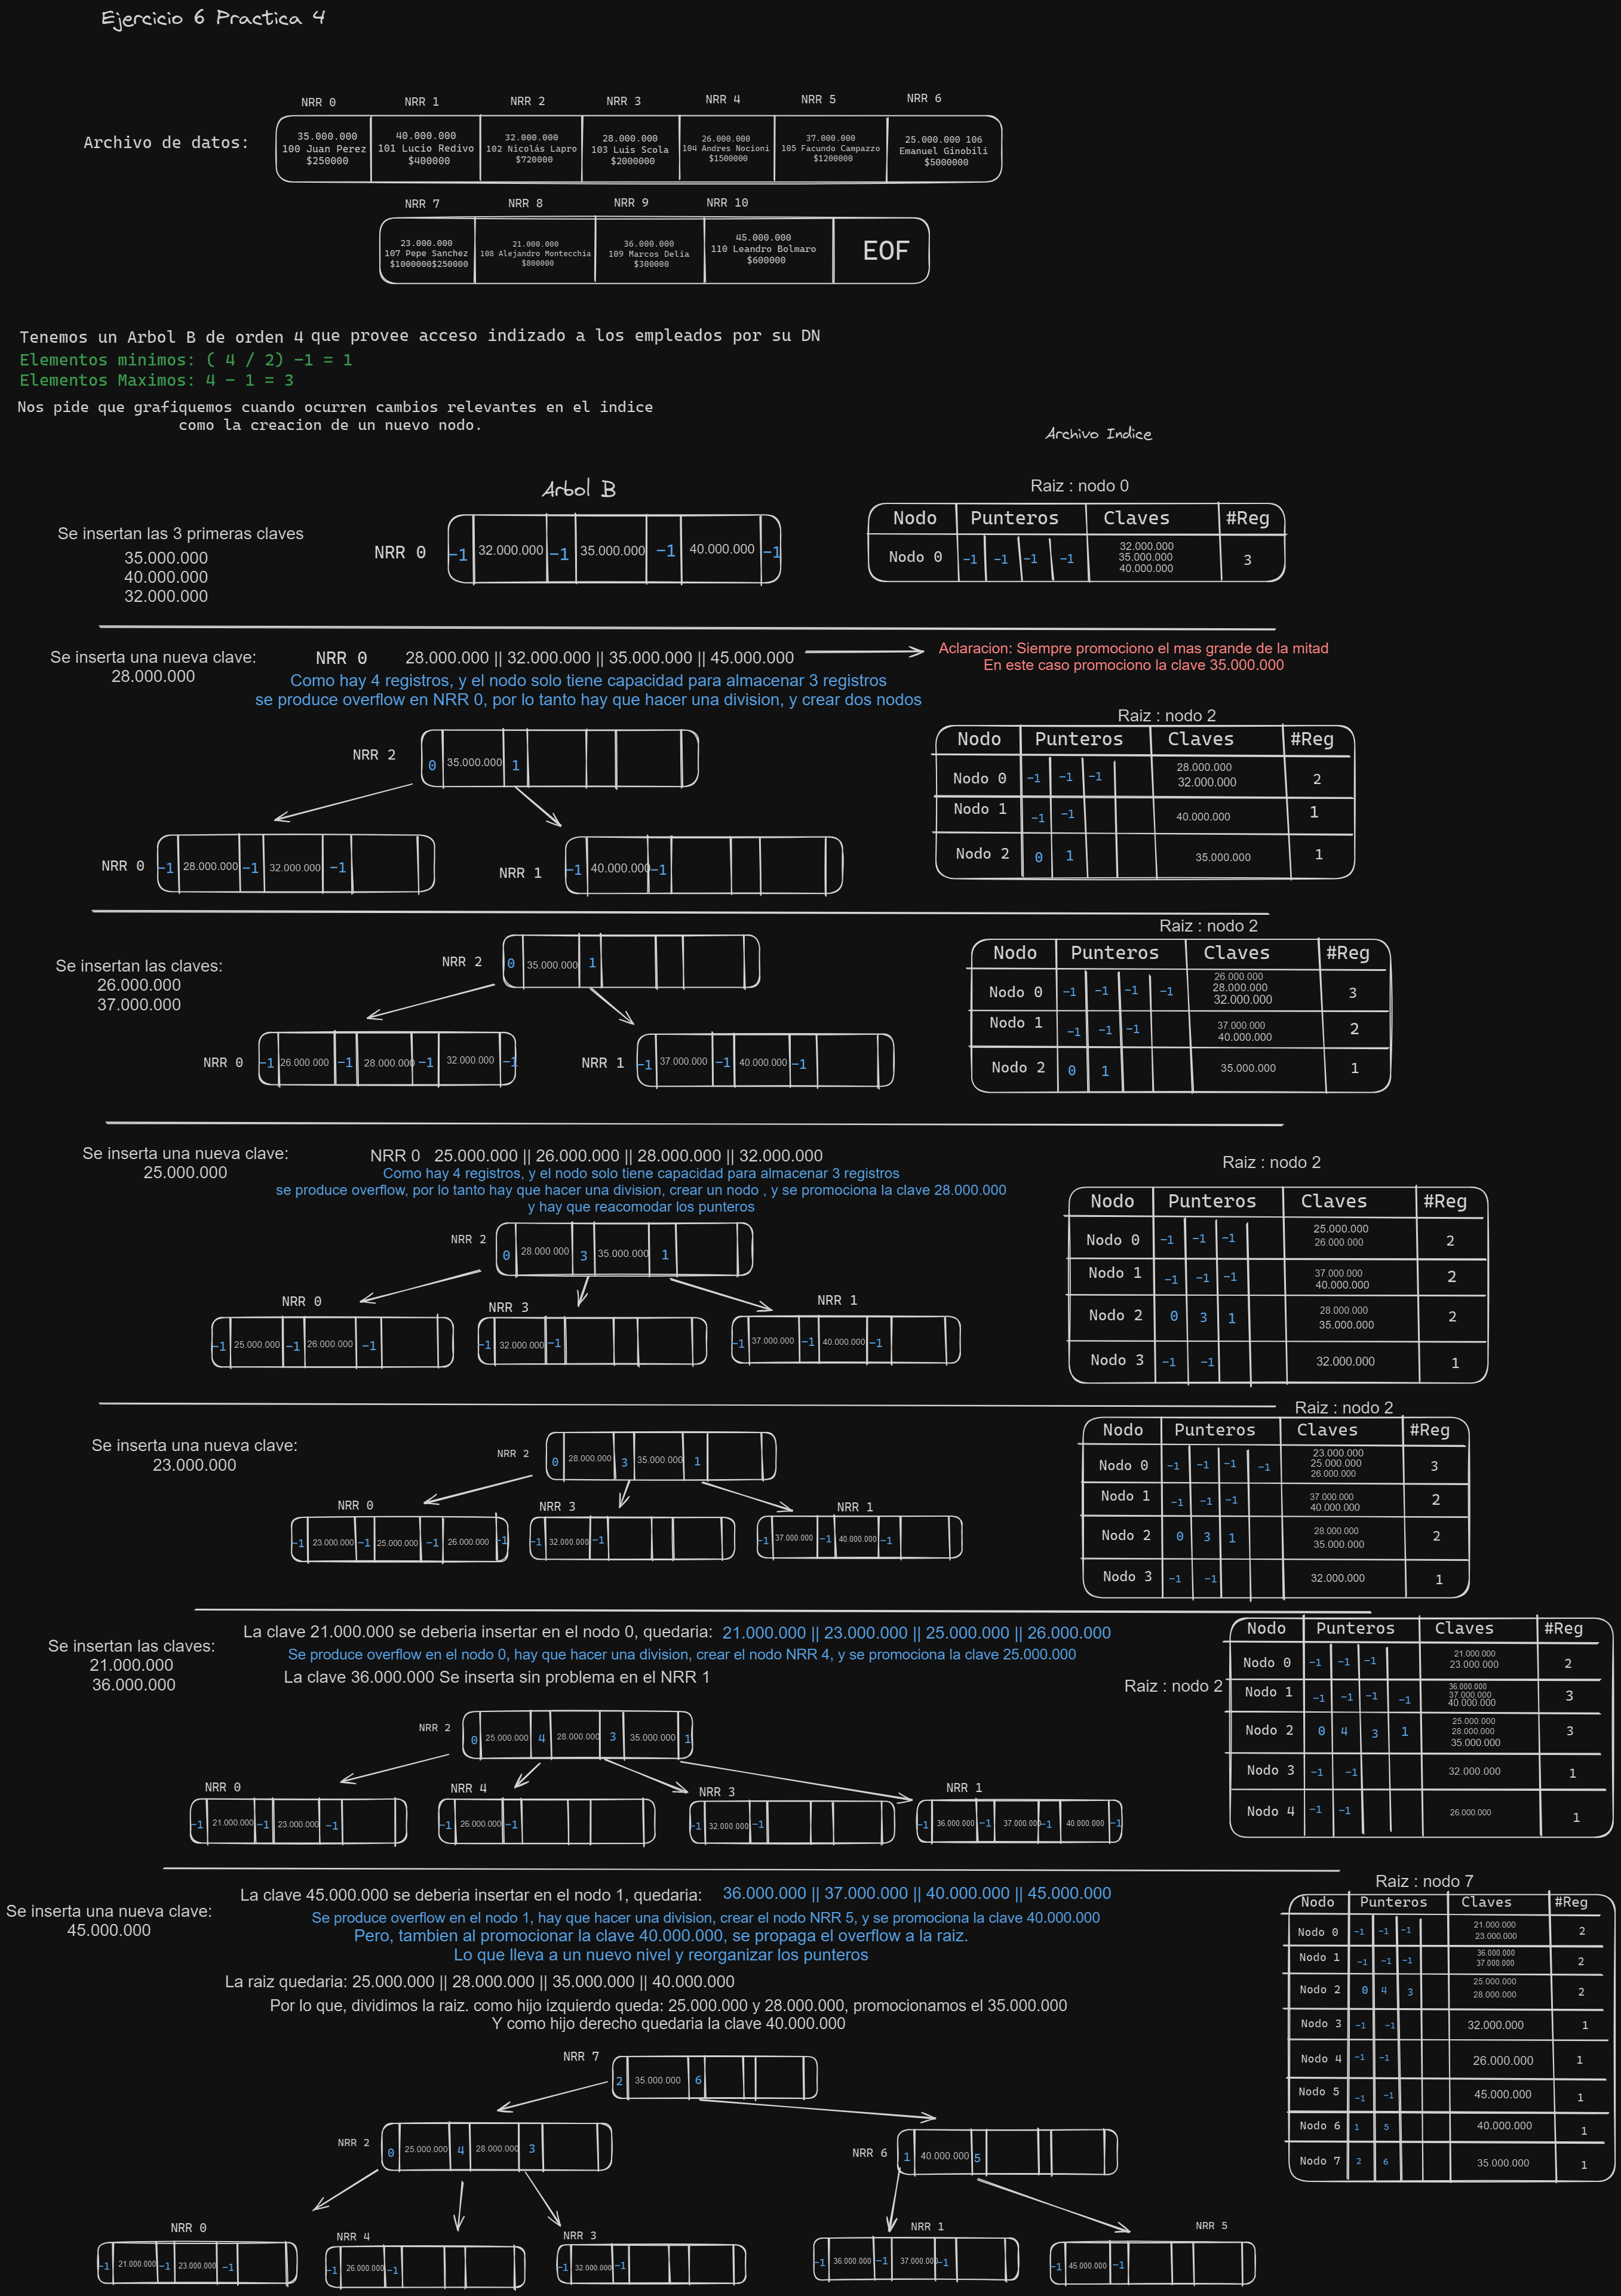 Ejercicio 6 Practica 4
NRR 0
NRR 1
NRR 2
NRR 3
NRR 4
NRR 5
NRR 6
Archivo de datos:
35.000.000
100 Juan Perez
$250000
40.000.000
101 Lucio Redivo
$400000
32.000.000
102 Nicolás Lapro
$720000
28.000.000
103 Luis Scola
$2000000
26.000.000
104 Andres Nocioni
$1500000
37.000.000
105 Facundo Campazzo
$1200000
25.000.000 106
Emanuel Ginobili
$5000000
NRR 7
NRR 8
NRR 9
NRR 10
23.000.000
107 Pepe Sanchez
$1000000$250000
21.000.000
108 Alejandro Montecchia
$800000
36.000.000
109 Marcos Delia
$300000
45.000.000
110 Leandro Bolmaro
$600000
EOF
Tenemos un Arbol B de orden 4 que provee acceso indizado a los empleados por su DN
Elementos minimos: ( 4 / 2) -1 = 1
Elementos Maximos: 4 - 1 = 3
Nos pide que grafiquemos cuando ocurren cambios relevantes en el indice
como la creacion de un nuevo nodo.
Archivo Indice
Arbol B
Raiz : nodo 0
Se insertan las 3 primeras claves
35.000.000
40.000.000
32.000.000
NRR 0
-1 32.000.000 -1 35.000.000 -1 40.000.000 -1
Nodo Punteros Claves #Reg
Nodo 0 -1 -1 -1 -1
32.000.000
35.000.000
40.000.000
3
Se inserta una nueva clave:
28.000.000
NRR 0 28.000.000 || 32.000.000 || 35.000.000 || 45.000.000
Aclaracion: Siempre promociono el mas grande de la mitad
En este caso promociono la clave 35.000.000
Como hay 4 registros, y el nodo solo tiene capacidad para almacenar 3 registros
se produce overflow en NRR 0, por lo tanto hay que hacer una division, y crear dos nodos
NRR 2
0 35.000.000 1
NRR 0
-1 28.000.000 -1 32.000.000 -1
NRR 1
-1 40.000.000 -1
Raiz : nodo 2
Nodo Punteros Claves #Reg
Nodo 0 -1 -1 -1
28.000.000
32.000.000
2
Nodo 1 -1 -1 40.000.000 1
Nodo 2 0 1 35.000.000 1
Se insertan las claves:
26.000.000
37.000.000
NRR 2
0 35.000.000 1
NRR 0
-1 26.000.000 -1 28.000.000 -1 32.000.000 -1
NRR 1
-1 37.000.000 -1 40.000.000 -1
Raiz : nodo 2
Nodo Punteros Claves #Reg
Nodo 0 -1 -1 -1 -1
26.000.000
28.000.000
32.000.000
3
Nodo 1 -1 -1 -1
37.000.000
40.000.000
2
Nodo 2 0 1 35.000.000 1
Se inserta una nueva clave:
25.000.000
NRR 0 25.000.000 || 26.000.000 || 28.000.000 || 32.000.000
Como hay 4 registros, y el nodo solo tiene capacidad para almacenar 3 registros
se produce overflow, por lo tanto hay que hacer una division, crear un nodo , y se promociona la clave 28.000.000
y hay que reacomodar los punteros
NRR 2
0 28.000.000 3 35.000.000 1
NRR 0
-1 25.000.000 -1 26.000.000 -1
NRR 3
-1 32.000.000 -1
NRR 1
-1 37.000.000 -1 40.000.000 -1
Raiz : nodo 2
Nodo Punteros Claves #Reg
Nodo 0 -1 -1 -1
25.000.000
26.000.000
2
Nodo 1 -1 -1 -1
37.000.000
40.000.000
2
Nodo 2 0 3 1
28.000.000
35.000.000
2
Nodo 3 -1 -1 32.000.000 1
Se inserta una nueva clave:
23.000.000
NRR 2
0 28.000.000 3 35.000.000 1
NRR 0
-1 23.000.000 -1 25.000.000 -1 26.000.000 -1
NRR 3
-1 32.000.000 -1
NRR 1
-1 37.000.000 -1 40.000.000 -1
Raiz : nodo 2
Nodo Punteros Claves #Reg
Nodo 0 -1 -1 -1 -1
23.000.000
25.000.000
26.000.000
3
Nodo 1 -1 -1 -1
37.000.000
40.000.000
2
Nodo 2 0 3 1
28.000.000
35.000.000
2
Nodo 3 -1 -1 32.000.000 1
Se insertan las claves:
21.000.000
36.000.000
La clave 21.000.000 se deberia insertar en el nodo 0, quedaria: 21.000.000 || 23.000.000 || 25.000.000 || 26.000.000
Se produce overflow en el nodo 0, hay que hacer una division, crear el nodo NRR 4, y se promociona la clave 25.000.000
La clave 36.000.000 Se inserta sin problema en el NRR 1
NRR 2
0 25.000.000 4 28.000.000 3 35.000.000 1
NRR 0
-1 21.000.000 -1 23.000.000 -1
NRR 4
-1 26.000.000 -1
NRR 3
-1 32.000.000 -1
NRR 1
-1 36.000.000 -1 37.000.000 -1 40.000.000 -1
Raiz : nodo 2
Nodo Punteros Claves #Reg
Nodo 0 -1 -1 -1
21.000.000
23.000.000
2
Nodo 1 -1 -1 -1 -1
36.000.000
37.000.000
40.000.000
3
Nodo 2 0 4 3 1
25.000.000
28.000.000
35.000.000
3
Nodo 3 -1 -1 32.000.000 1
Nodo 4 -1 -1 26.000.000 1
Se inserta una nueva clave:
45.000.000
La clave 45.000.000 se deberia insertar en el nodo 1, quedaria: 36.000.000 || 37.000.000 || 40.000.000 || 45.000.000
Se produce overflow en el nodo 1, hay que hacer una division, crear el nodo NRR 5, y se promociona la clave 40.000.000
Pero, tambien al promocionar la clave 40.000.000, se propaga el overflow a la raiz.
Lo que lleva a un nuevo nivel y reorganizar los punteros
La raiz quedaria: 25.000.000 || 28.000.000 || 35.000.000 || 40.000.000
Por lo que, dividimos la raiz. como hijo izquierdo queda: 25.000.000 y 28.000.000, promocionamos el 35.000.000
Y como hijo derecho quedaria la clave 40.000.000
NRR 7
2 35.000.000 6
NRR 2
0 25.000.000 4 28.000.000 3
NRR 6
1 40.000.000 5
NRR 0
-1 21.000.000 -1 23.000.000 -1
NRR 4
-1 26.000.000 -1
NRR 3
-1 32.000.000 -1
NRR 1
-1 36.000.000 -1 37.000.000 -1
NRR 5
-1 45.000.000 -1
Raiz : nodo 7
Nodo Punteros Claves #Reg
Nodo 0 -1 -1 -1
21.000.000
23.000.000
2
Nodo 1 -1 -1 -1
36.000.000
37.000.000
2
Nodo 2 0 4 3
25.000.000
28.000.000
2
Nodo 3 -1 -1 32.000.000 1
Nodo 4 -1 -1 26.000.000 1
Nodo 5 -1 -1 45.000.000 1
Nodo 6 1 5 40.000.000 1
Nodo 7 2 6 35.000.000 1